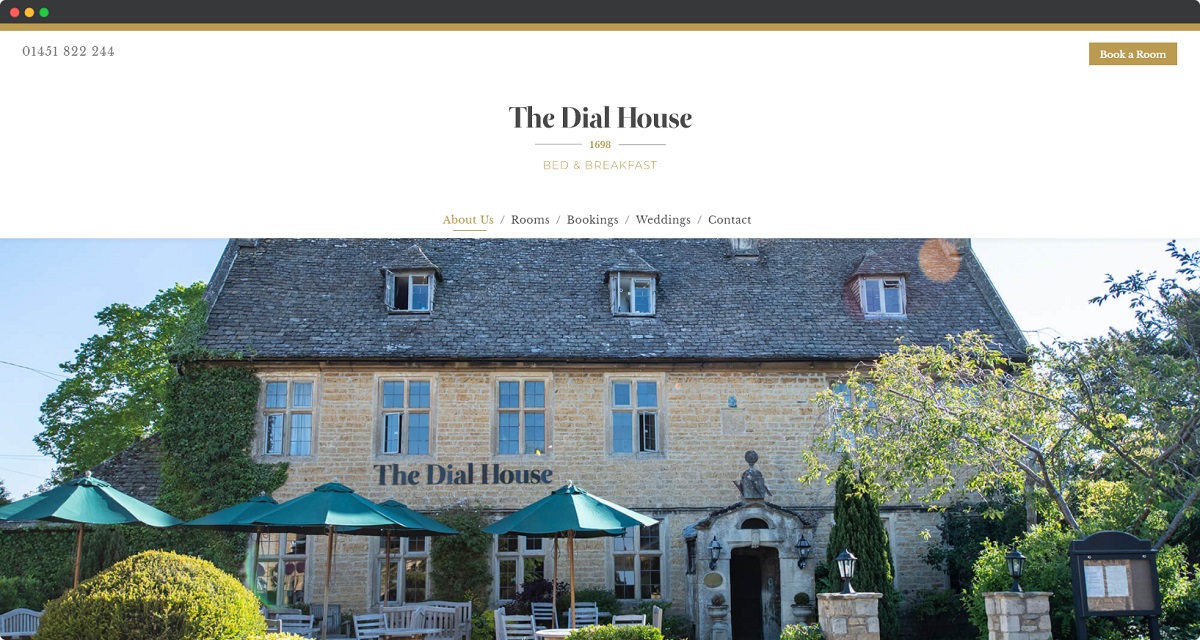 01451 822 244
Book a Room
The Dial House
1698
BED & BREAKFAST
About Us / Rooms / Bookings / Weddings / Contact
The Dial House